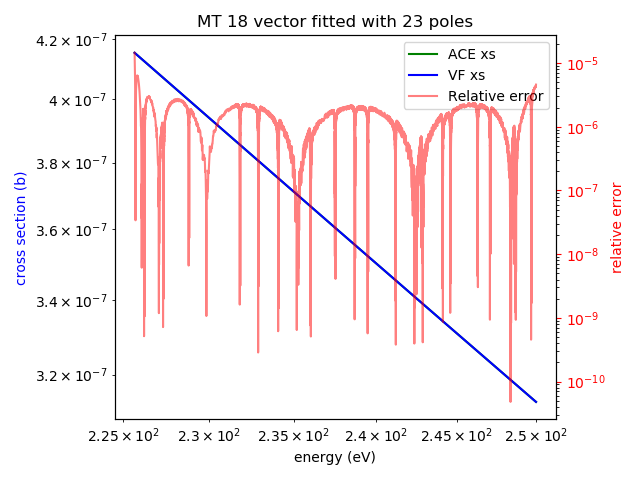 MT 18 vector fitted with 23 poles
ACE xs
VF xs
Relative error
4.2 × 10⁻⁷
4 × 10⁻⁷
3.8 × 10⁻⁷
3.6 × 10⁻⁷
3.4 × 10⁻⁷
3.2 × 10⁻⁷
cross section (b)
10⁻⁵
10⁻⁶
10⁻⁷
10⁻⁸
10⁻⁹
10⁻¹⁰
relative error
2.25 × 10² 2.3 × 10² 2.35 × 10² 2.4 × 10² 2.45 × 10² 2.5 × 10²
energy (eV)